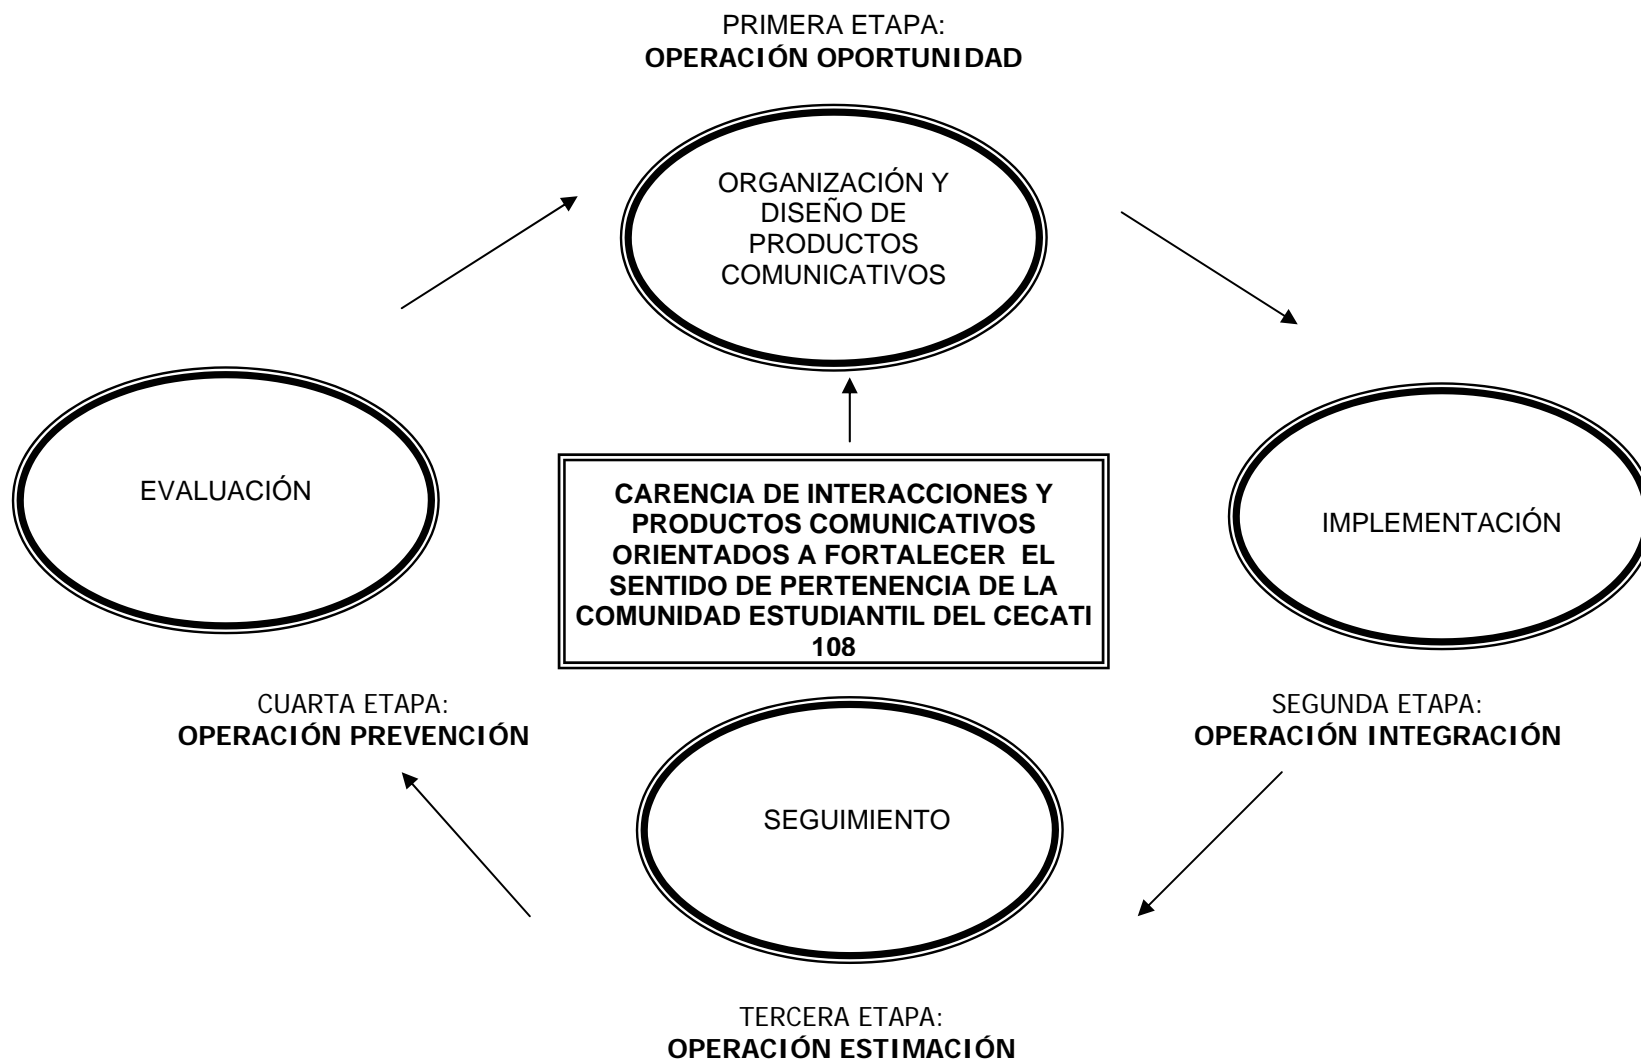 PRIMERA ETAPA:
OPERACIÓN OPORTUNIDAD
ORGANIZACIÓN Y
DISEÑO DE
PRODUCTOS
COMUNICATIVOS
EVALUACIÓN
CARENCIA DE INTERACCIONES Y
PRODUCTOS COMUNICATIVOS
ORIENTADOS A FORTALECER EL
SENTIDO DE PERTENENCIA DE LA
COMUNIDAD ESTUDIANTIL DEL CECATI
108
IMPLEMENTACIÓN
CUARTA ETAPA:
OPERACIÓN PREVENCIÓN
SEGUNDA ETAPA:
OPERACIÓN INTEGRACIÓN
SEGUIMIENTO
TERCERA ETAPA:
OPERACIÓN ESTIMACIÓN